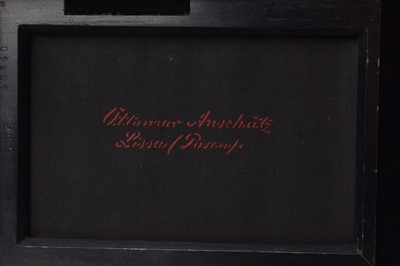 Ottomar Anschütz
Lissa (Posen).